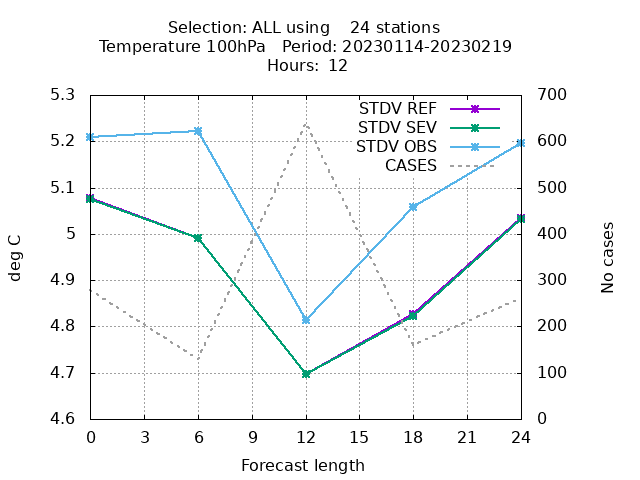 Selection: ALL using    24 stations
Temperature 100hPa   Period: 20230114-20230219
Hours: 12
STDV REF
STDV SEV
STDV OBS
CASES
deg C
5.3
5.2
5.1
5
4.9
4.8
4.7
4.6
700
600
500
400
300
200
100
0
No cases
0 3 6 9 12 15 18 21 24
Forecast length